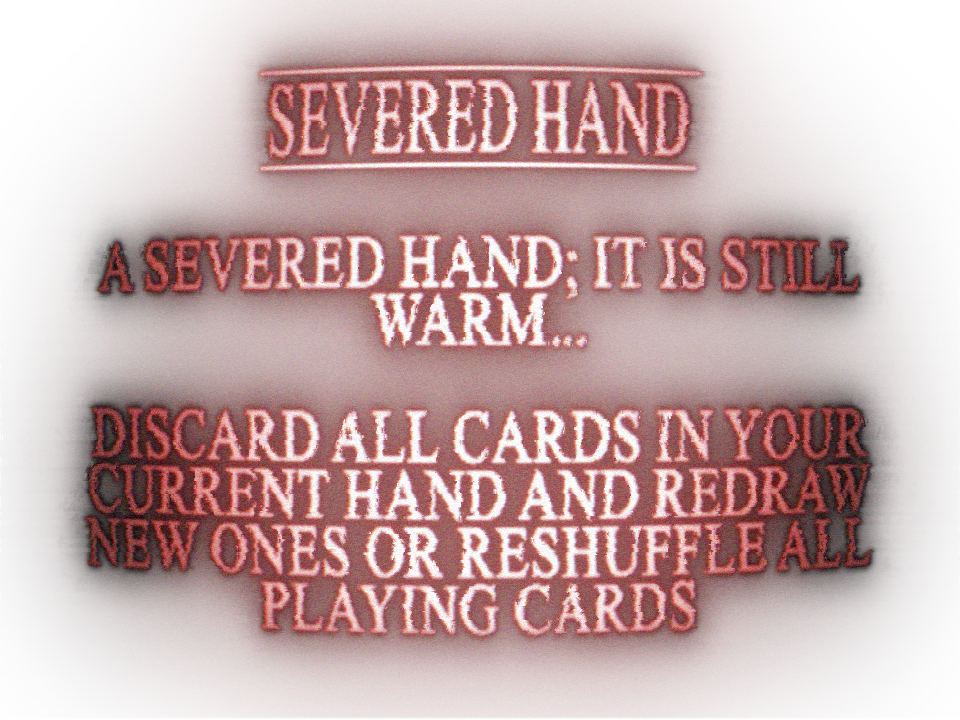 SEVERED HAND
A SEVERED HAND; IT IS STILL
WARM...
DISCARD ALL CARDS IN YOUR
CURRENT HAND AND REDRAW
NEW ONES OR RESHUFFLE ALL
PLAYING CARDS